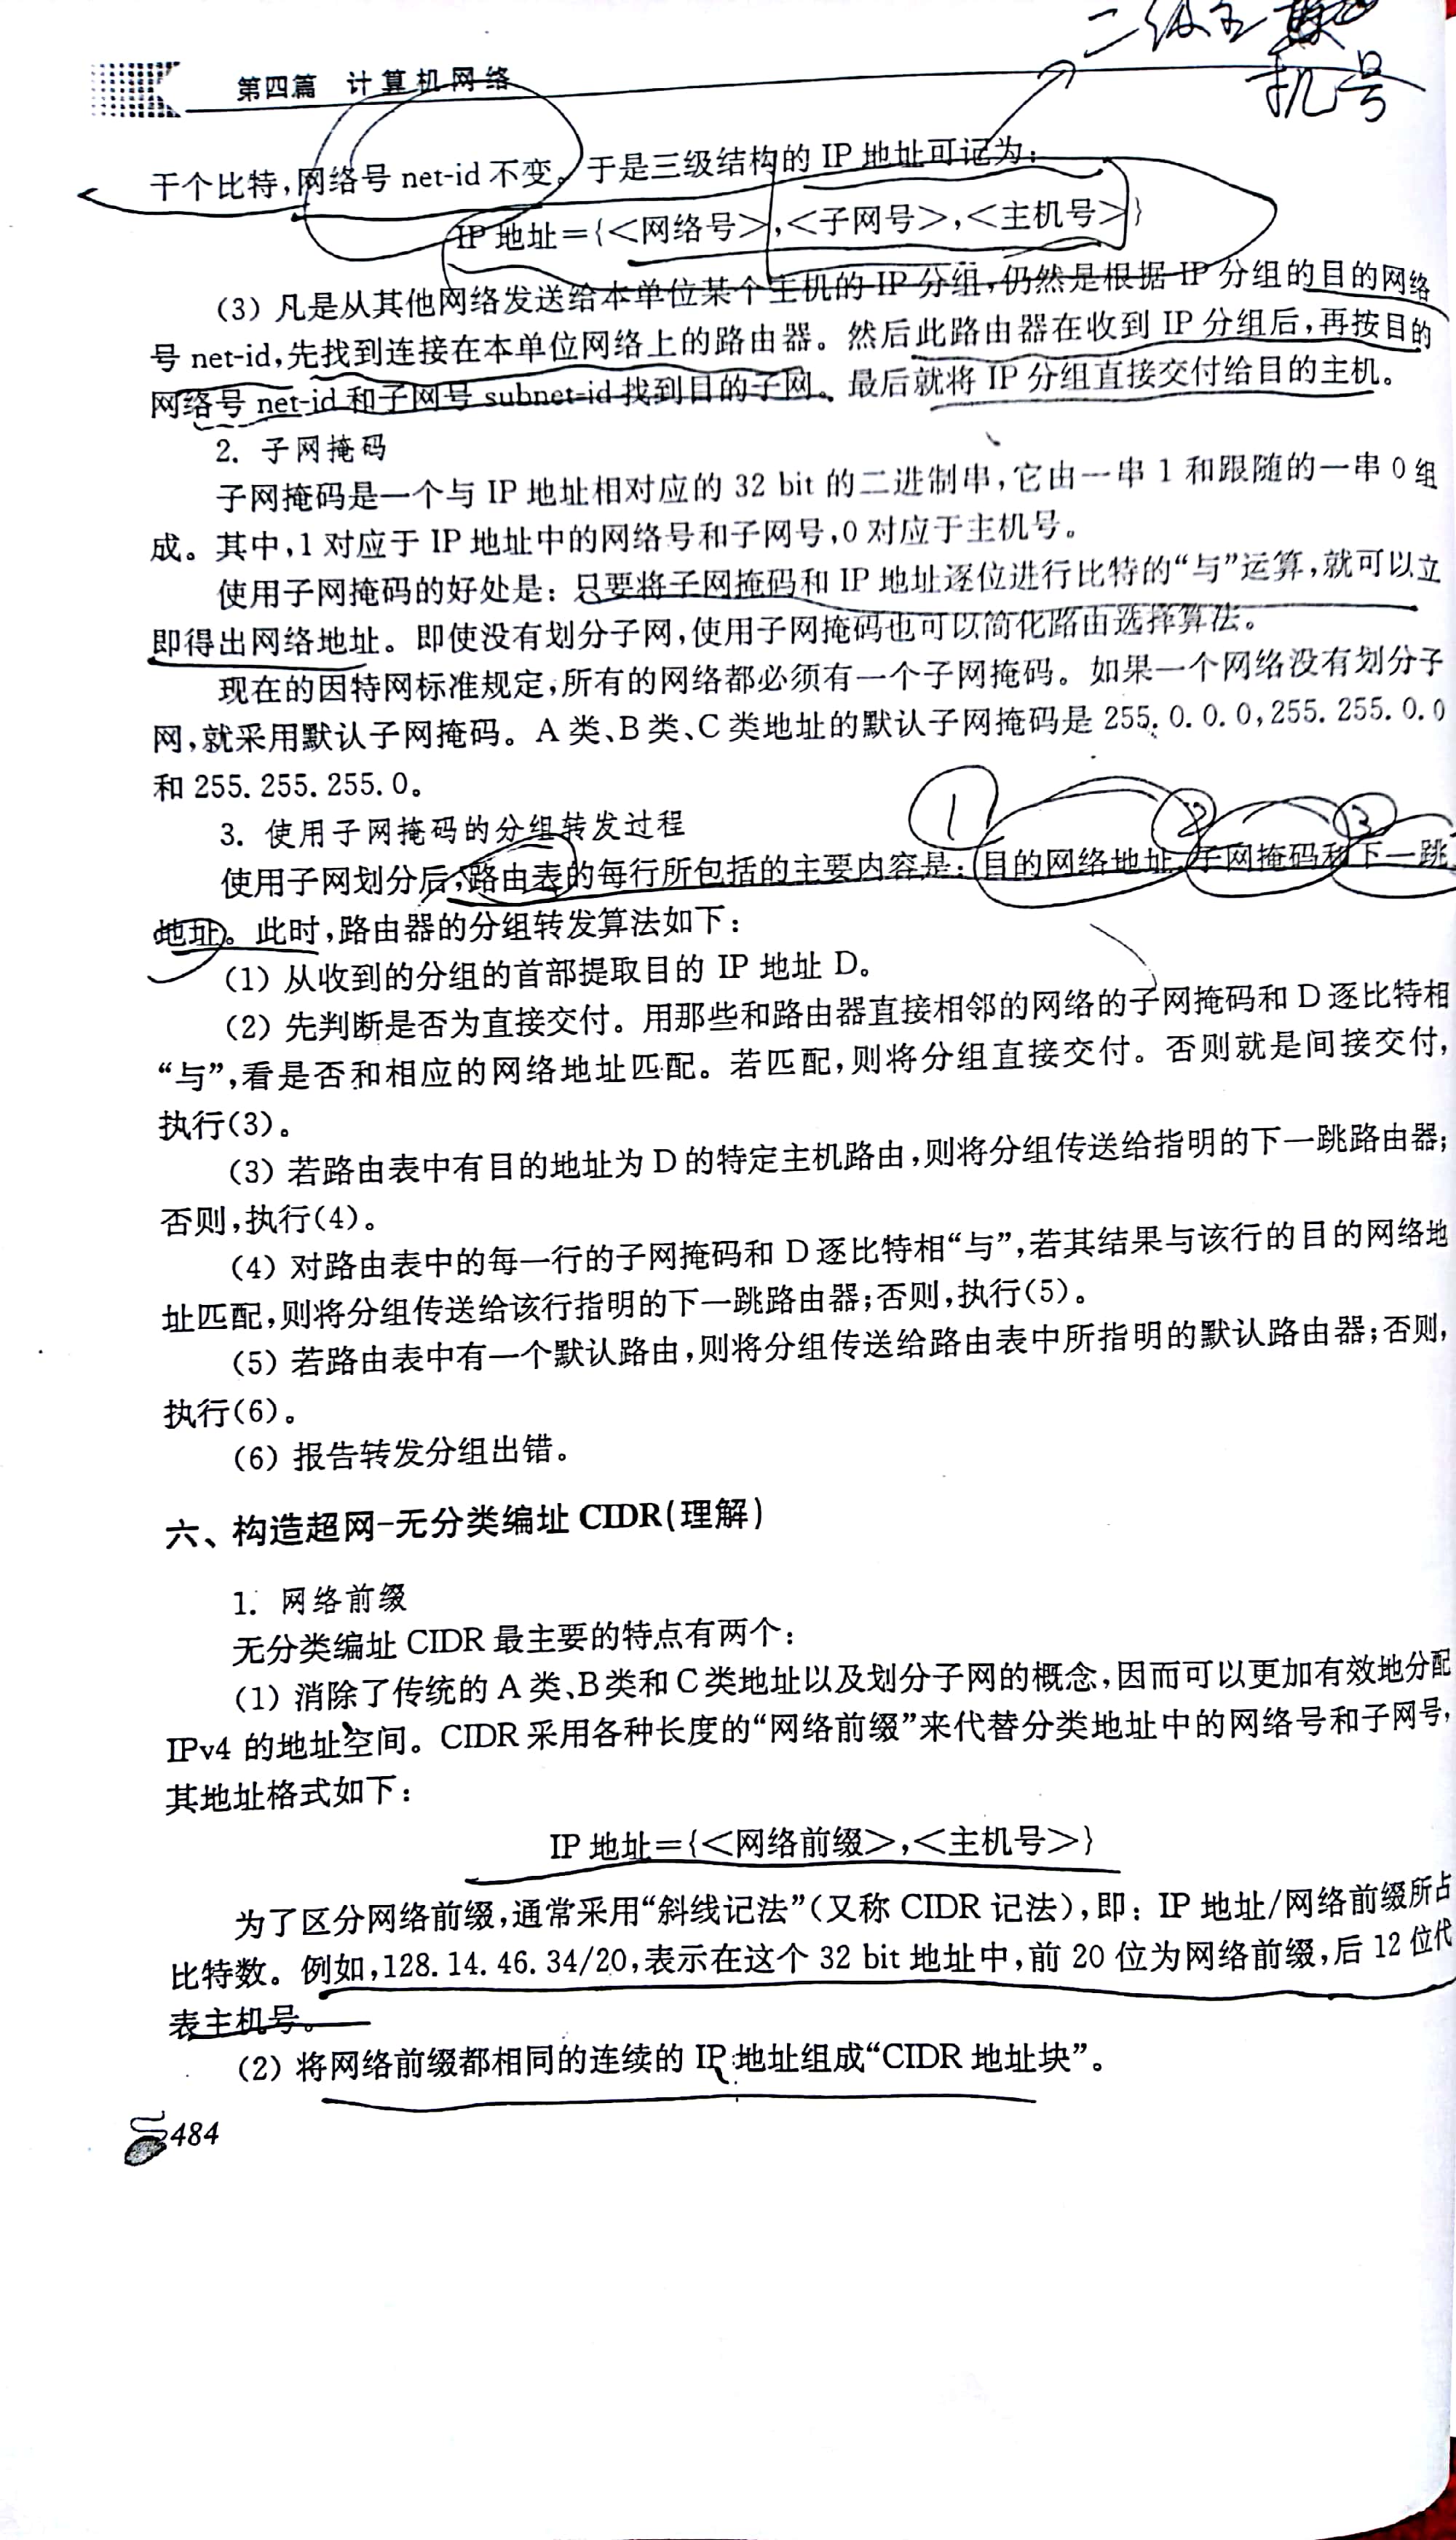 二级主
机号
第四篇 计算机网络
干个比特,网络号 net-id 不变。于是三级结构的 IP 地址可记为:
IP 地址={<网络号>,<子网号>,<主机号>}
(3) 凡是从其他网络发送给本单位某个主机的 IP 分组,仍然是根据 IP 分组的目的网络
号 net-id,先找到连接在本单位网络上的路由器。然后此路由器在收到 IP 分组后,再按目的
网络号 net-id 和子网号 subnet-id 找到目的子网。最后就将 IP 分组直接交付给目的主机。
2. 子网掩码
子网掩码是一个与 IP 地址相对应的 32 bit 的二进制串,它由一串 1 和跟随的一串 0 组
成。其中,1 对应于 IP 地址中的网络号和子网号,0 对应于主机号。
使用子网掩码的好处是:只要将子网掩码和 IP 地址逐位进行比特的“与”运算,就可以立
即得出网络地址。即使没有划分子网,使用子网掩码也可以简化路由选择算法。
现在的因特网标准规定,所有的网络都必须有一个子网掩码。如果一个网络没有划分子
网,就采用默认子网掩码。A 类、B 类、C 类地址的默认子网掩码是 255.0.0.0,255.255.0.0
和 255.255.255.0。
① ② ③
3. 使用子网掩码的分组转发过程
使用子网划分后,路由表的每行所包括的主要内容是:目的网络地址、子网掩码和下一跳
地址。此时,路由器的分组转发算法如下:
(1) 从收到的分组的首部提取目的 IP 地址 D。
(2) 先判断是否为直接交付。用那些和路由器直接相邻的网络的子网掩码和 D 逐比特相
“与”,看是否和相应的网络地址匹配。若匹配,则将分组直接交付。否则就是间接交付,
执行(3)。
(3) 若路由表中有目的地址为 D 的特定主机路由,则将分组传送给指明的下一跳路由器;
否则,执行(4)。
(4) 对路由表中的每一行的子网掩码和 D 逐比特相“与”,若其结果与该行的目的网络地
址匹配,则将分组传送给该行指明的下一跳路由器;否则,执行(5)。
(5) 若路由表中有一个默认路由,则将分组传送给路由表中所指明的默认路由器;否则,
执行(6)。
(6) 报告转发分组出错。
六、构造超网-无分类编址 CIDR(理解)
1. 网络前缀
无分类编址 CIDR 最主要的特点有两个:
(1) 消除了传统的 A 类、B 类和 C 类地址以及划分子网的概念,因而可以更加有效地分配
IPv4 的地址空间。CIDR 采用各种长度的“网络前缀”来代替分类地址中的网络号和子网号,
其地址格式如下:
IP 地址={<网络前缀>,<主机号>}
为了区分网络前缀,通常采用“斜线记法”(又称 CIDR 记法),即:IP 地址/网络前缀所占
比特数。例如,128.14.46.34/20,表示在这个 32 bit 地址中,前 20 位为网络前缀,后 12 位代
表主机号。
(2) 将网络前缀都相同的连续的 IP 地址组成“CIDR 地址块”。
484